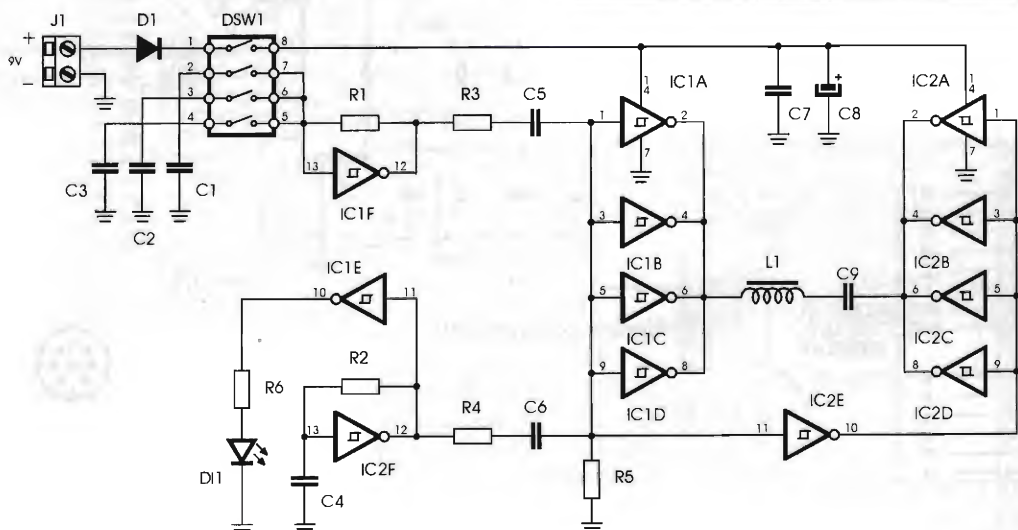 J1 D1 DSW1
+ 9V −
1 8
2 7
3 6
4 5
R1 R3 C5
13 12
IC1F
C3 C2 C1
IC1A
1 2
14
7
3 4
IC1B
5 6
IC1C
9 8
IC1D
C7 + C8
IC2A
2 1
14
7
4 3
IC2B
6 5
IC2C
8 9
IC2D
L1 C9
IC1E
10 11
R2
R6
13 12
IC2F
R4 C6
DI1
C4
R5
IC2E
11 10